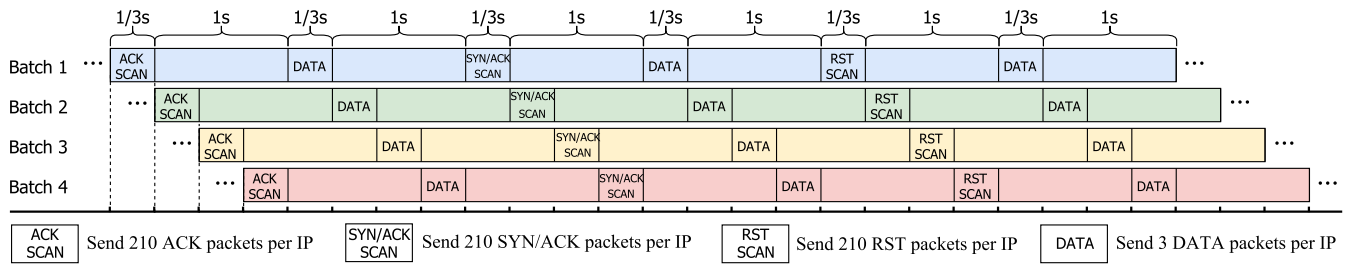 1/3s 1s 1/3s 1s 1/3s 1s 1/3s 1s 1/3s 1s 1/3s 1s
Batch 1 ... ACK SCAN DATA SYN/ACK SCAN DATA RST SCAN DATA ...
Batch 2 ... ACK SCAN DATA SYN/ACK SCAN DATA RST SCAN DATA ...
Batch 3 ... ACK SCAN DATA SYN/ACK SCAN DATA RST SCAN DATA ...
Batch 4 ... ACK SCAN DATA SYN/ACK SCAN DATA RST SCAN DATA ...
ACK SCAN Send 210 ACK packets per IP SYN/ACK SCAN Send 210 SYN/ACK packets per IP RST SCAN Send 210 RST packets per IP DATA Send 3 DATA packets per IP